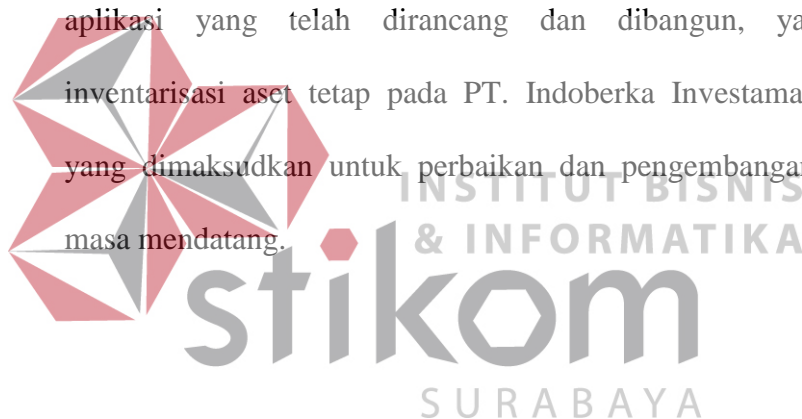 aplikasi yang telah dirancang dan dibangun, ya
inventarisasi aset tetap pada PT. Indoberka Investama
yang dimaksudkan untuk perbaikan dan pengembangan
masa mendatang.
INSTITUT BISNIS
& INFORMATIKA
stikom
SURABAYA